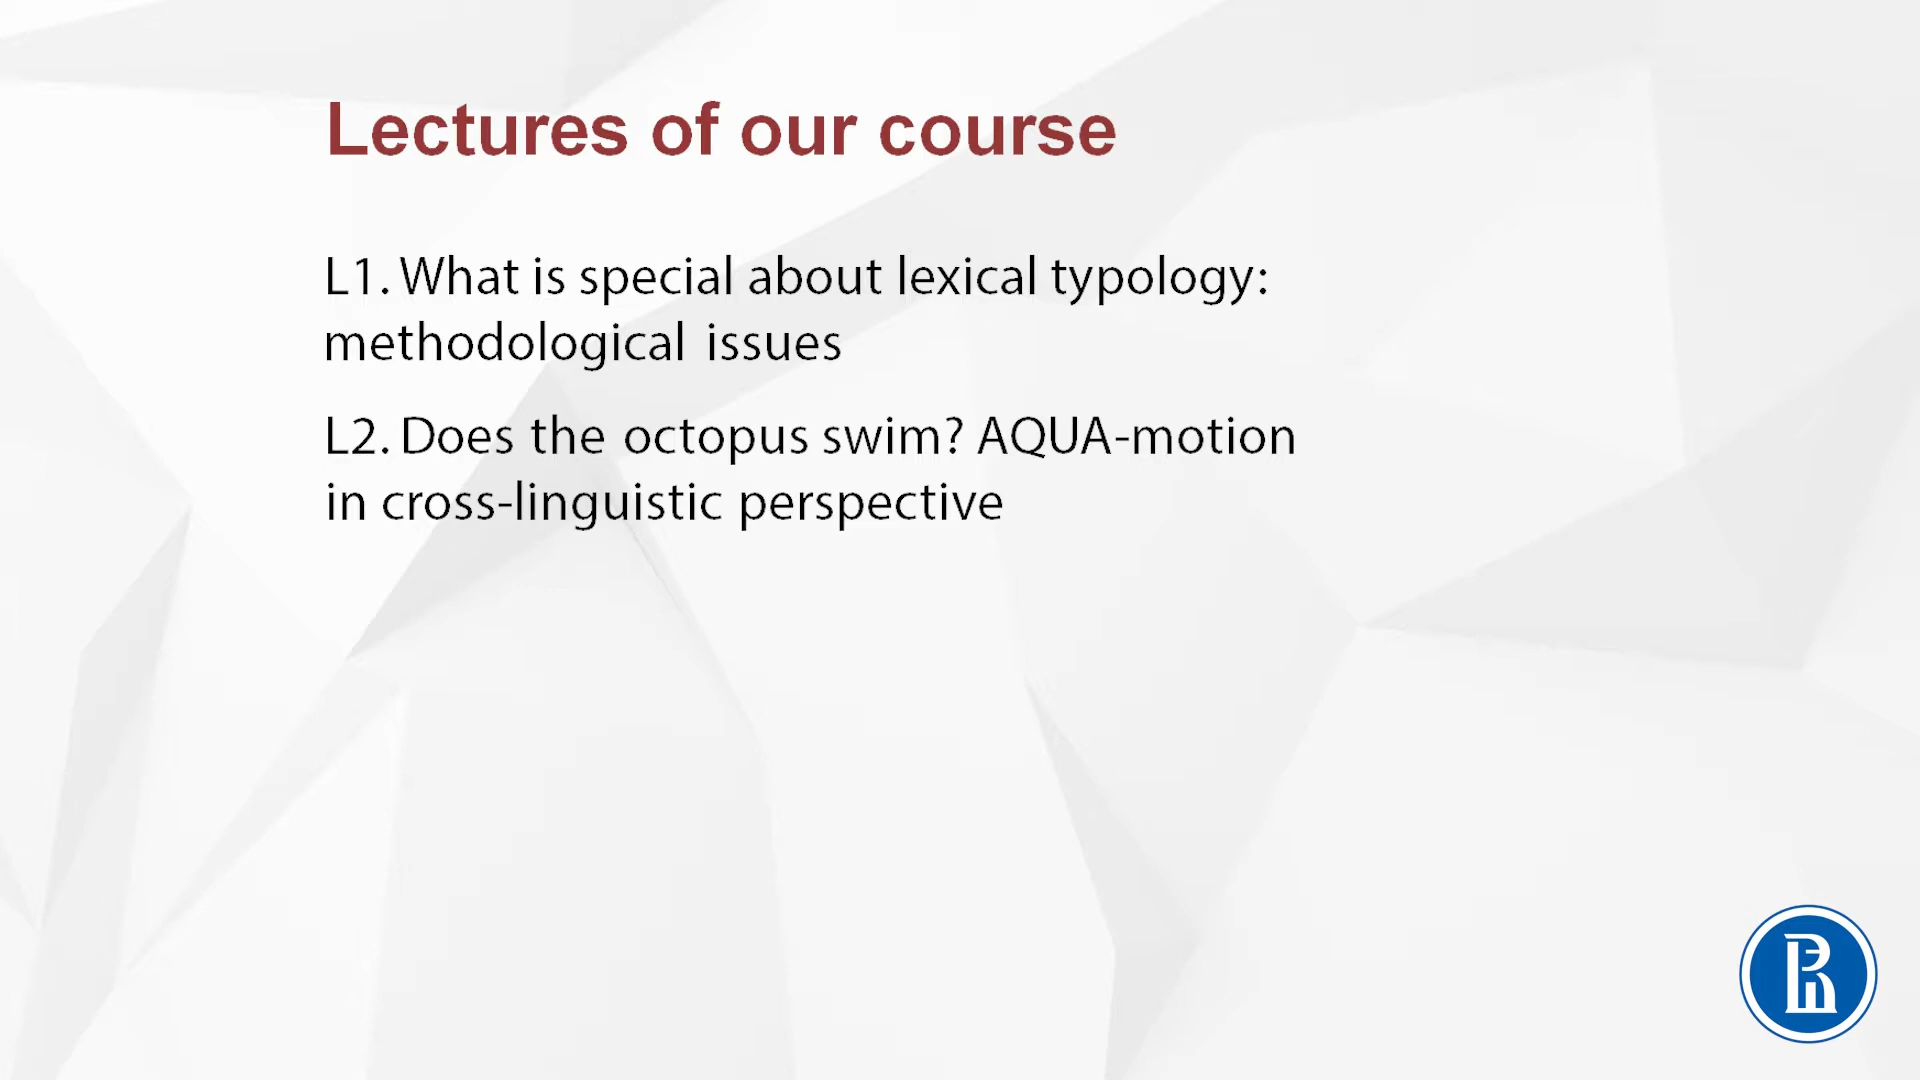 Lectures of our course
L1. What is special about lexical typology:
methodological issues
L2. Does the octopus swim? AQUA-motion
in cross-linguistic perspective